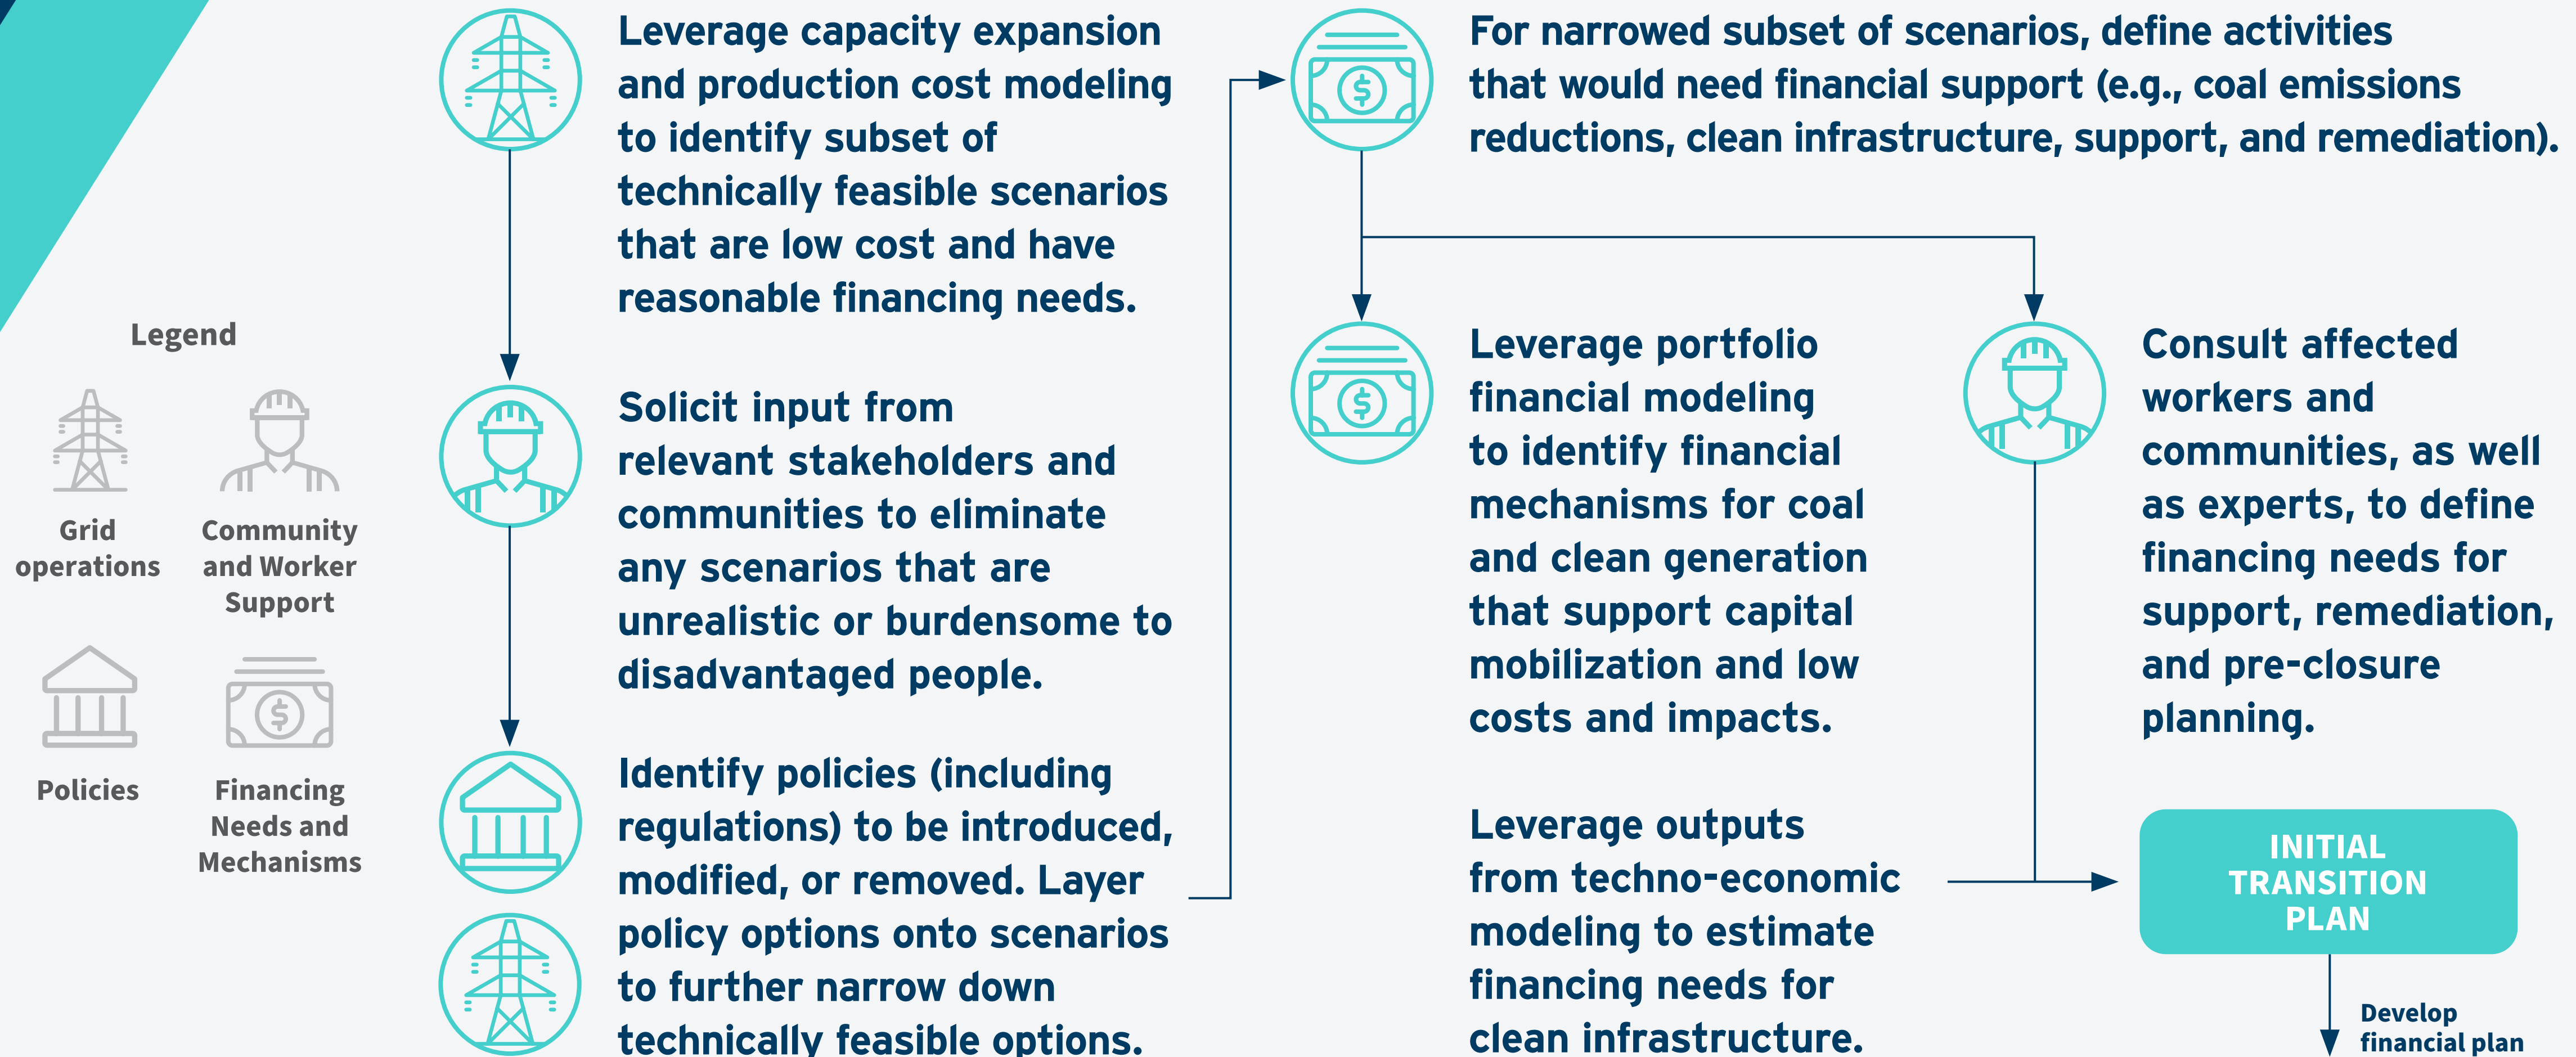 Leverage capacity expansion
and production cost modeling
to identify subset of
technically feasible scenarios
that are low cost and have
reasonable financing needs.
Legend
Grid
operations
Community
and Worker
Support
Policies
Financing
Needs and
Mechanisms
Solicit input from
relevant stakeholders and
communities to eliminate
any scenarios that are
unrealistic or burdensome to
disadvantaged people.
Identify policies (including
regulations) to be introduced,
modified, or removed. Layer
policy options onto scenarios
to further narrow down
technically feasible options.
For narrowed subset of scenarios, define activities
that would need financial support (e.g., coal emissions
reductions, clean infrastructure, support, and remediation).
Leverage portfolio
financial modeling
to identify financial
mechanisms for coal
and clean generation
that support capital
mobilization and low
costs and impacts.
Leverage outputs
from techno-economic
modeling to estimate
financing needs for
clean infrastructure.
Consult affected
workers and
communities, as well
as experts, to define
financing needs for
support, remediation,
and pre-closure
planning.
INITIAL
TRANSITION
PLAN
Develop
financial plan